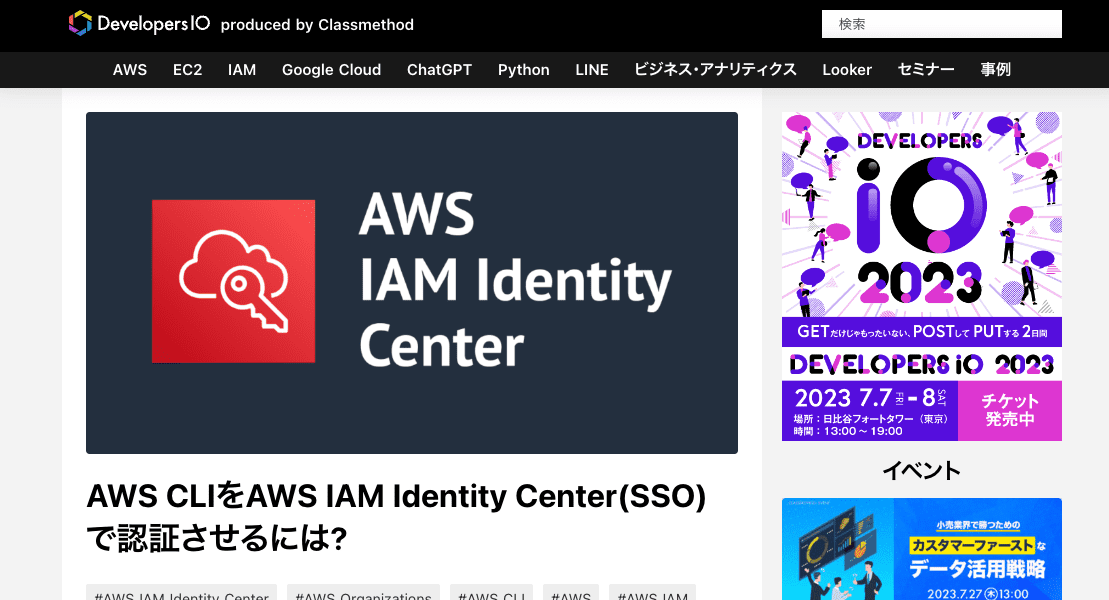 DevelopersIO produced by Classmethod
検索
AWS EC2 IAM Google Cloud ChatGPT Python LINE ビジネス・アナリティクス Looker セミナー 事例
AWS
IAM Identity
Center
AWS CLIをAWS IAM Identity Center(SSO)
で認証させるには?
#AWS IAM Identity Center #AWS Organizations #AWS CLI #AWS #AWS IAM
DEVELOPERS
iO
2023
GETだけじゃもったいない、POSTして PUTする 2日間
DEVELOPERS iO 2023
2023 7.7 FRI - 8 SAT
場所：日比谷フォートタワー（東京）
時間：13:00 〜 19:00
チケット
発売中
イベント
小売業界で勝つための
カスタマーファーストな
データ活用戦略
2023.7.27(木)13:00